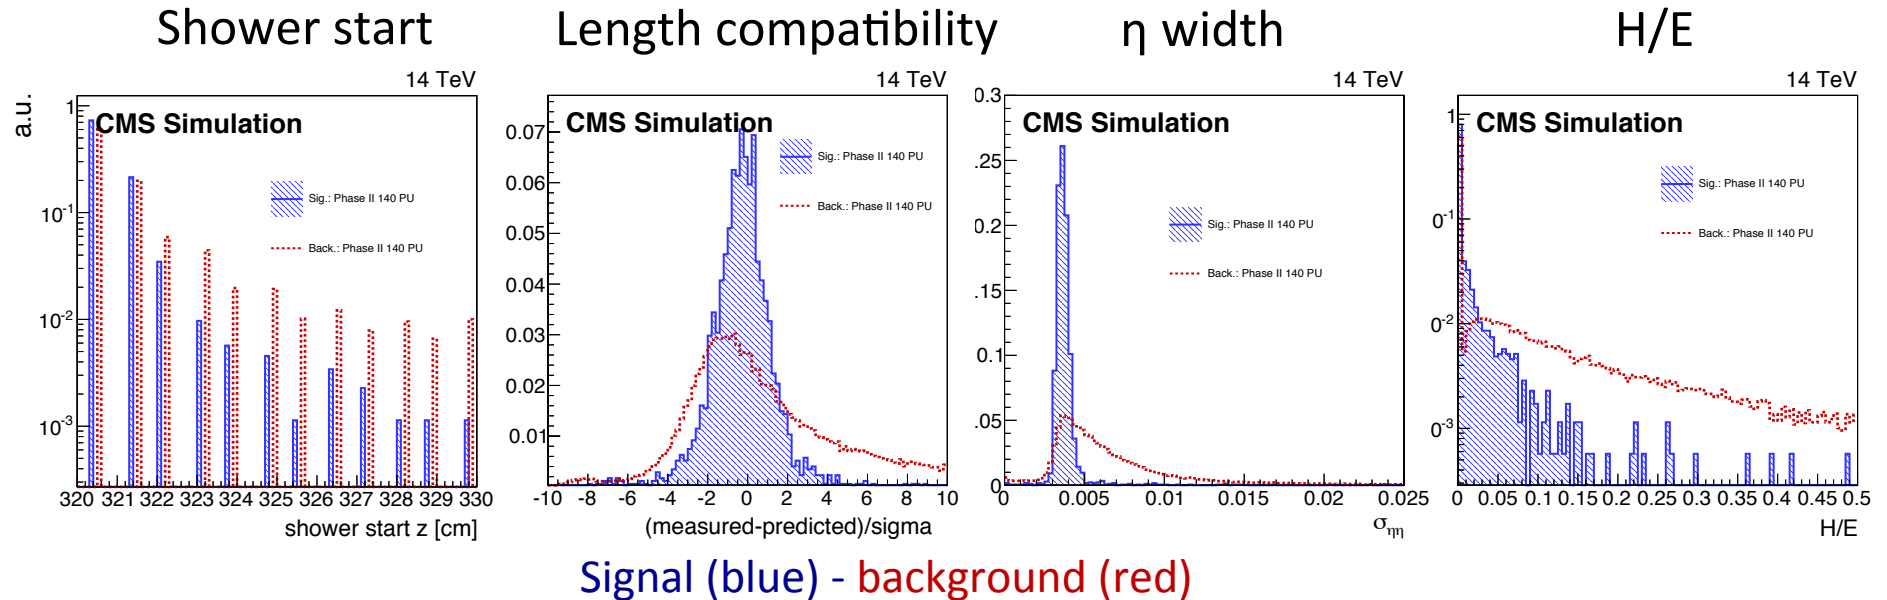 Shower start
Length compatibility
η width
H/E
14 TeV
a.u.
CMS Simulation
Sig.: Phase II 140 PU
Back.: Phase II 140 PU
1
10-1
10-2
10-3
320 321 322 323 324 325 326 327 328 329 330
shower start z [cm]
14 TeV
CMS Simulation
Sig.: Phase II 140 PU
Back.: Phase II 140 PU
0.07
0.06
0.05
0.04
0.03
0.02
0.01
-10 -8 -6 -4 -2 0 2 4 6 8 10
(measured-predicted)/sigma
14 TeV
CMS Simulation
Sig.: Phase II 140 PU
Back.: Phase II 140 PU
0.3
.25
0.2
.15
0.1
.05
0
0 0.005 0.01 0.015 0.02 0.025
σηη
14 TeV
CMS Simulation
Sig.: Phase II 140 PU
Back.: Phase II 140 PU
1
0-1
0-2
0-3
0 0.05 0.1 0.15 0.2 0.25 0.3 0.35 0.4 0.45 0.5
H/E
Signal (blue) - background (red)